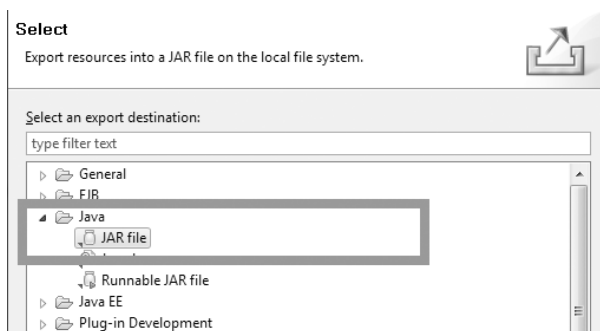 Select
Export resources into a JAR file on the local file system.
Select an export destination:
type filter text
General
EJB
Java
JAR file
Runnable JAR file
Java EE
Plug-in Development